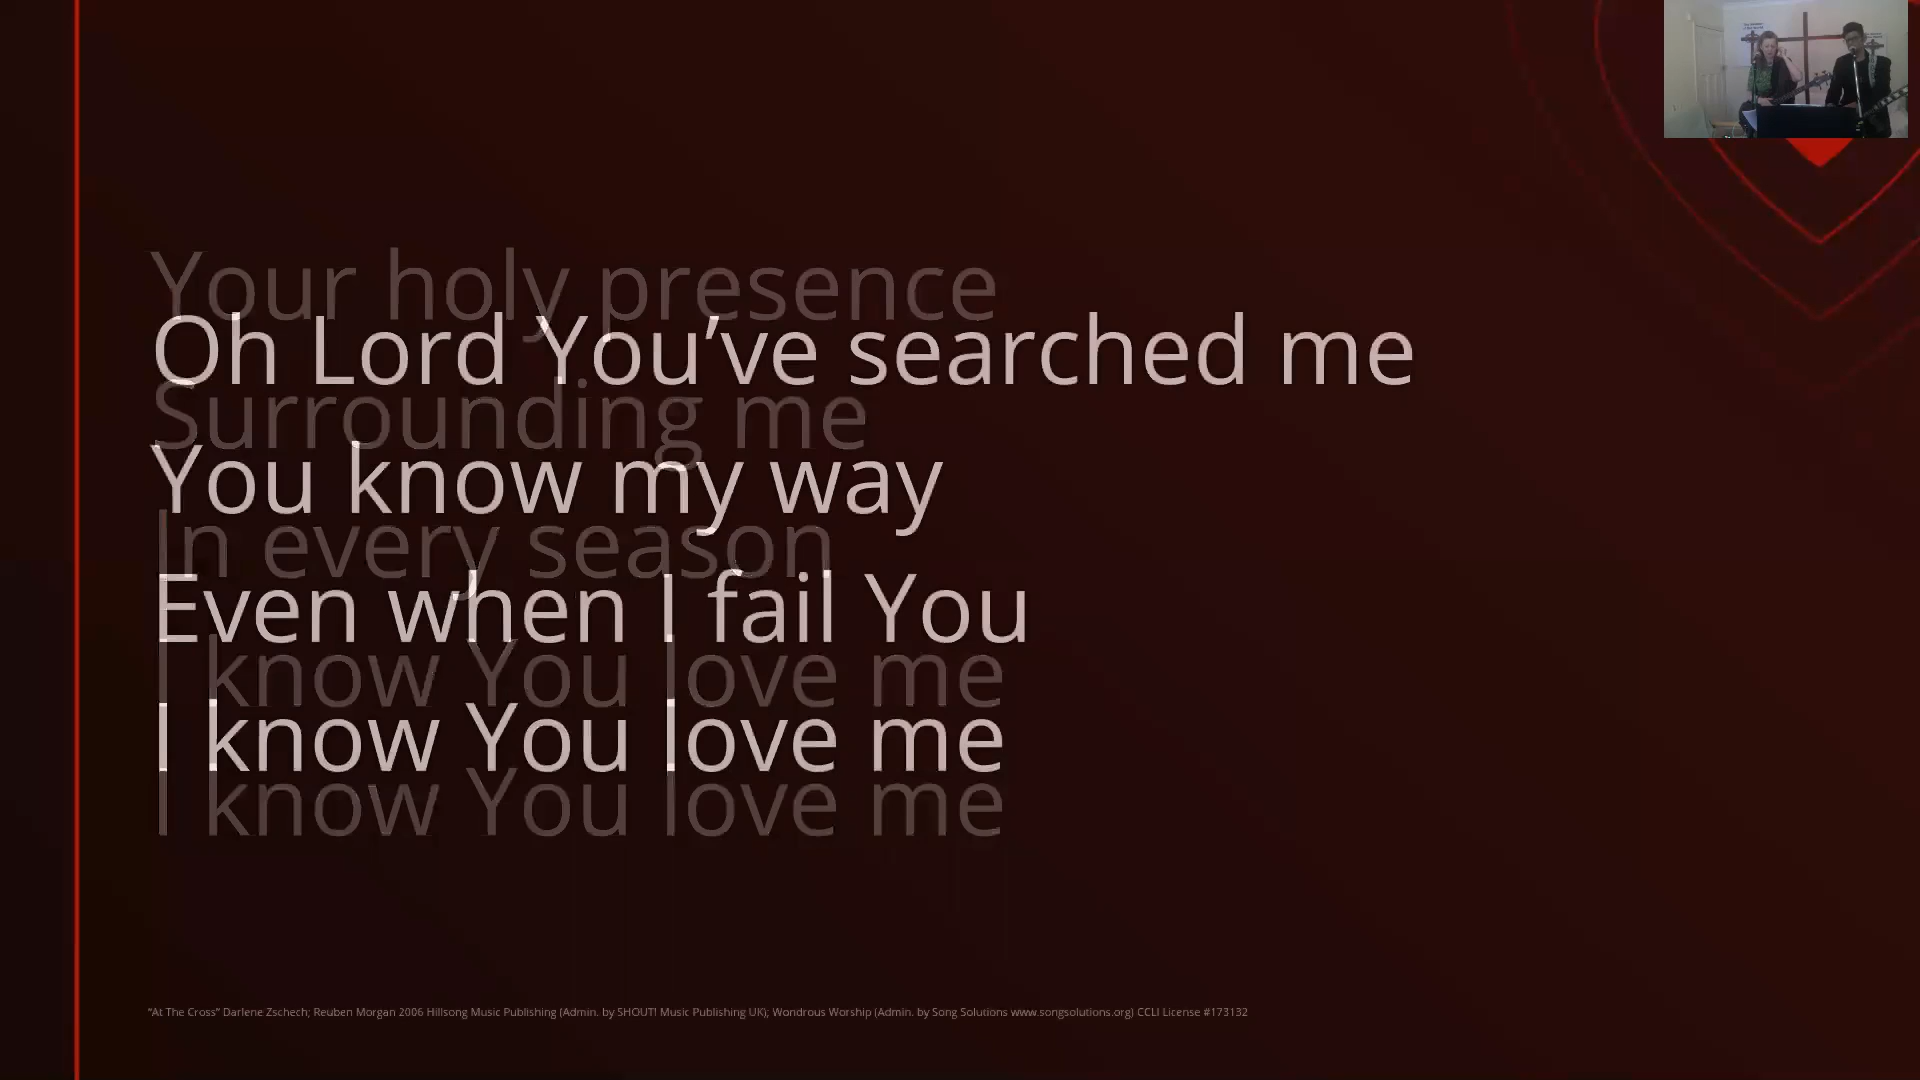 Your holy presence
Oh Lord You’ve searched me
Surrounding me
You know my way
In every season
Even when I fail You
I know You love me
I know You love me
I know You love me
“At The Cross” Darlene Zschech; Reuben Morgan 2006 Hillsong Music Publishing (Admin. by SHOUT! Music Publishing UK); Wondrous Worship (Admin. by Song Solutions www.songsolutions.org) CCLI License #173132